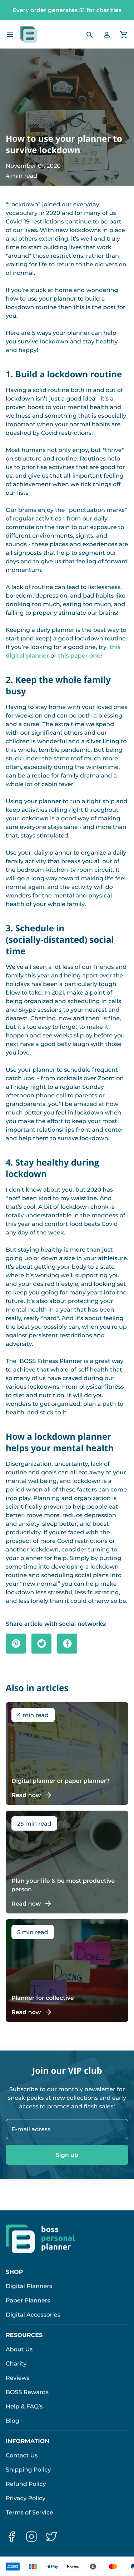 Every order generates $1 for charities
How to use your planner to
survive lockdown
November 01, 2020
4 min read
“Lockdown” joined our everyday
vocabulary in 2020 and for many of us
Covid-19 restrictions continue to be part
of our lives. With new lockdowns in place
and others extending, it's well and truly
time to start building lives that work
*around* those restrictions, rather than
waiting for life to return to the old version
of normal.
If you're stuck at home and wondering
how to use your planner to build a
lockdown routine then this is the post for
you.
Here are 5 ways your planner can help
you survive lockdown and stay healthy
and happy!
1. Build a lockdown routine
Having a solid routine both in and out of
lockdown isn't just a good idea - it's
proven to boost your mental health and
wellness and something that is especially
important when your normal habits are
quashed by Covid restrictions.
Most humans not only enjoy, but *thrive*
on structure and routine. Routines help
us to prioritise activities that are good for
us, and give us that all-important feeling
of achievement when we tick things off
our lists.
Our brains enjoy the “punctuation marks”
of regular activities - from our daily
commute to our regular exposure to
different environments, sights, and
sounds - these places and experiences are
all signposts that help to segment our
days and to give us that feeling of forward
momentum.
A lack of routine can lead to listlessness,
boredom, depression, and bad habits like
drinking too much, eating too much, and
failing to properly stimulate our brains!
Keeping a daily planner is the best way to
start (and keep) a good lockdown routine.
If you're looking for a good one, try this
digital planner or this paper one!
2. Keep the whole family
busy
Having to stay home with your loved ones
for weeks on end can be both a blessing
and a curse! The extra time we spend
with our significant others and our
children is wonderful and a silver lining to
this whole, terrible pandemic. But being
stuck under the same roof much more
often, especially during the wintertime,
can be a recipe for family drama and a
whole lot of cabin fever!
Using your planner to run a tight ship and
keep activities rolling right throughout
your lockdown is a good way of making
sure everyone stays sane - and more than
that, stays stimulated.
Use your daily planner to organize a daily
family activity that breaks you all out of
the bedroom-kitchen-tv room circuit. It
will go a long way toward making life feel
normal again, and the activity will do
wonders for the mental and physical
health of your whole family.
3. Schedule in
(socially-distanted) social
time
We've all seen a lot less of our friends and
family this year and heading into the
holidays has been a particularly tough
blow to take. In 2021, make a point of
being organized and scheduling in calls
and Skype sessions to your nearest and
dearest. Chatting 'now and then' is fine,
but it's too easy to forget to make it
happen and see weeks slip by before you
next have a good belly laugh with those
you love.
Use your planner to schedule frequent
catch ups - from cocktails over Zoom on
a Friday night to a regular Sunday
afternoon phone call to parents or
grandparents, you'll be amazed at how
much better you feel in lockdown when
you make the effort to keep your most
important relationships front and center
and help them to survive lockdown.
4. Stay healthy during
lockdown
I don't know about you, but 2020 has
*not* been kind to my waistline. And
that's cool. A bit of lockdown chonk is
totally understandable in the madness of
this year and comfort food beats Covid
any day of the week.
But staying healthy is more than just
going up or down a size in your athleisure.
It's about getting your body to a state
where it's working well, supporting you
and your desired lifestyle, and building a
base to keep you going for many years
into the future. It's also about protecting your
mental health in a year that has been
really, really *hard*. And it's about feeling
the best you possibly can, when you're up
against persistent restrictions and
adversity.
The BOSS Fitness Planner is a great way
to achieve that whole-of-self health that
so many of us have lost during our
various lockdowns. From physical fitness
to diet and nutrition, it will do you
wonders to get organized, plan a path to
health, and stick to it.
How a lockdown planner
helps your mental health
Disorganization, uncertainty, lack of
routine and goals can all eat away at your
mental wellbeing, and lockdowns is a
period when all of these factors can come
into play. Planning and organization is
scientifically proven to help people eat
better, move more, reduce depression
and anxiety, sleep better, and boost
productivity. If you're faced with the
prospect of more Covid restrictions or
another lockdown, consider turning to
your planner for help. Simply by putting
some time into developing a lockdown
routine and scheduling social plans into
your “new normal” you can help make
lockdown less stressful, less frustrating,
and a lot less lonely than it could otherwise be.
Share article with social networks:
Also in articles
4 min read
Digital planner or paper planner?
Read now
25 min read
Plan your life & be most productive
person
Read now
5 min read
DOING
DONE
Planner for collective
Read now
Join our VIP club
Subscribe to our monthly newsletter for
sneak peeks at new collections and early
access to promos and flash sales!
E-mail adress
Sign up
boss
personal
planner
SHOP
Digital Planners
Paper Planners
Digital Accessories
RESOURCES
About Us
Charity
Reviews
BOSS Rewards
Help & FAQ's
Blog
INFORMATION
Contact Us
Shipping Policy
Refund Policy
Privacy Policy
Terms of Service